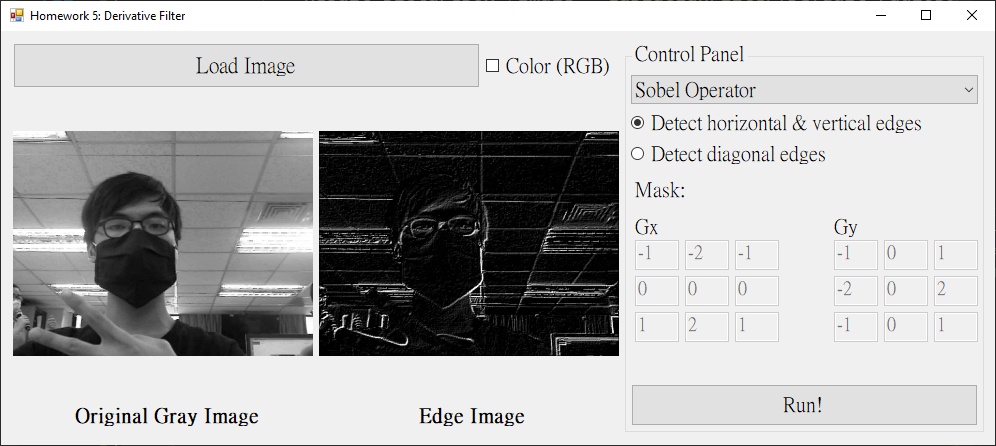 Homework 5: Derivative Filter
Load Image
Color (RGB)
Original Gray Image
Edge Image
Control Panel
Sobel Operator
Detect horizontal & vertical edges
Detect diagonal edges
Mask:
Gx Gy
-1 -2 -1 -1 0 1
0 0 0 -2 0 2
1 2 1 -1 0 1
Run!